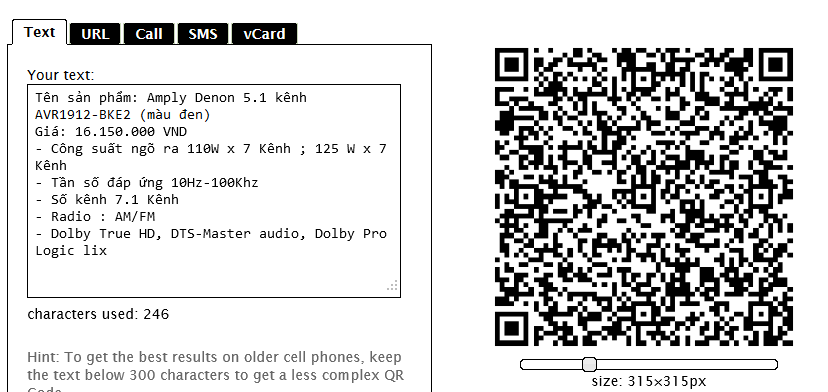 Text URL Call SMS vCard
Your text:
Tên sản phẩm: Amply Denon 5.1 kênh
AVR1912-BKE2 (màu đen)
Giá: 16.150.000 VND
- Công suất ngõ ra 110W x 7 Kênh ; 125 W x 7
Kênh
- Tần số đáp ứng 10Hz-100Khz
- Số kênh 7.1 Kênh
- Radio : AM/FM
- Dolby True HD, DTS-Master audio, Dolby Pro
Logic lix
characters used: 246
Hint: To get the best results on older cell phones, keep
the text below 300 characters to get a less complex QR
Code.
size: 315×315px